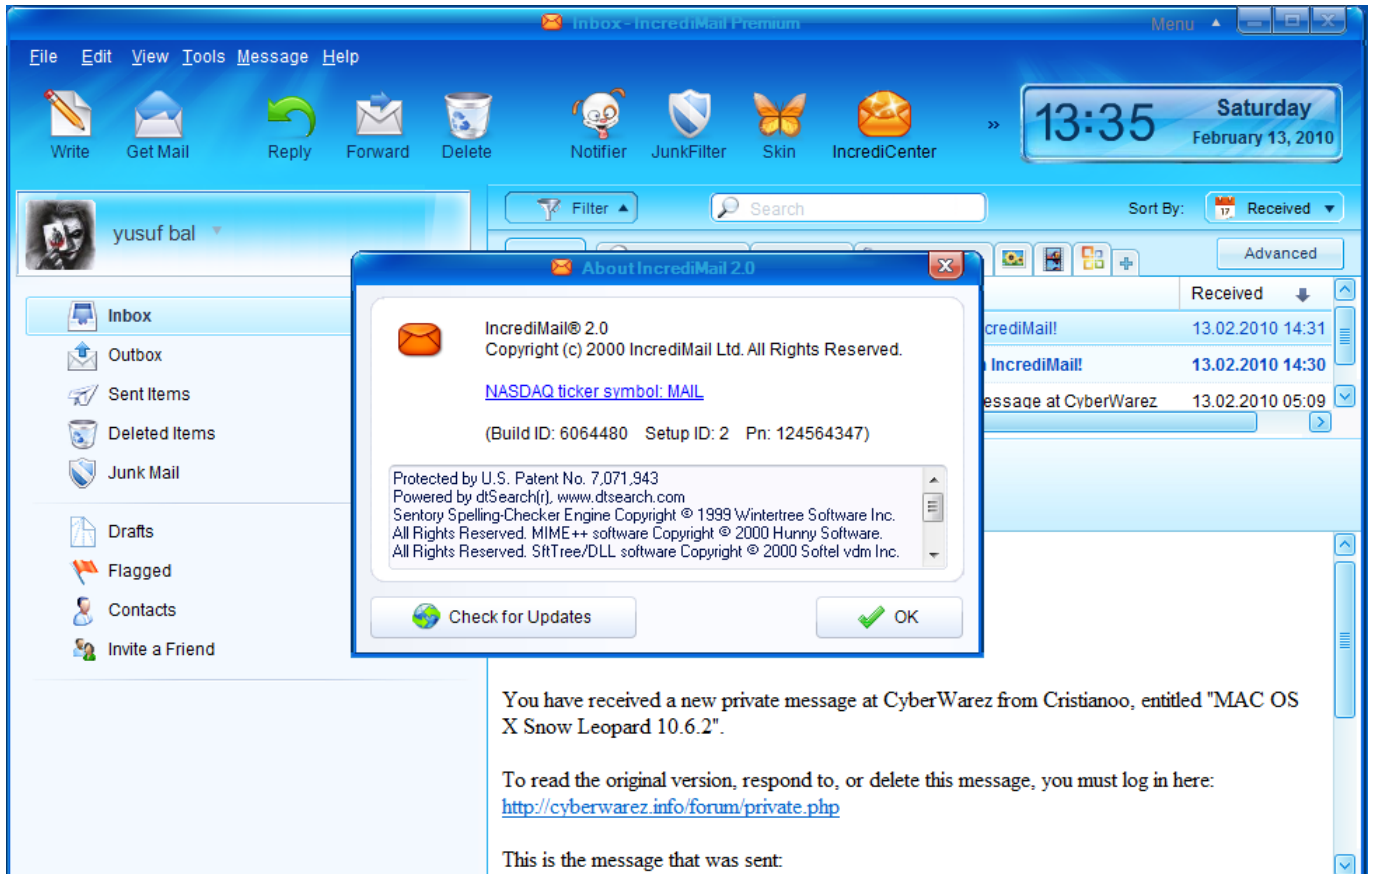 Inbox - IncrediMail Premium
Menu
File Edit View Tools Message Help
Write Get Mail Reply Forward Delete Notifier JunkFilter Skin IncrediCenter »
13:35
Saturday
February 13, 2010
yusuf bal
Filter
Search
Sort By:
17
Received
Advanced
Received
crediMail! 13.02.2010 14:31
IncrediMail! 13.02.2010 14:30
essage at CyberWarez 13.02.2010 05:09
Inbox
Outbox
Sent Items
Deleted Items
Junk Mail
Drafts
Flagged
Contacts
Invite a Friend
About IncrediMail 2.0
IncrediMail® 2.0
Copyright (c) 2000 IncrediMail Ltd. All Rights Reserved.
NASDAQ ticker symbol: MAIL
(Build ID: 6064480 Setup ID: 2 Pn: 124564347)
Protected by U.S. Patent No. 7,071,943
Powered by dtSearch(r), www.dtsearch.com
Sentory Spelling-Checker Engine Copyright © 1999 Wintertree Software Inc.
All Rights Reserved. MIME++ software Copyright © 2000 Hunny Software.
All Rights Reserved. SftTree/DLL software Copyright © 2000 Softel vdm Inc.
Check for Updates
OK
You have received a new private message at CyberWarez from Cristianoo, entitled "MAC OS
X Snow Leopard 10.6.2".
To read the original version, respond to, or delete this message, you must log in here:
http://cyberwarez.info/forum/private.php
This is the message that was sent: